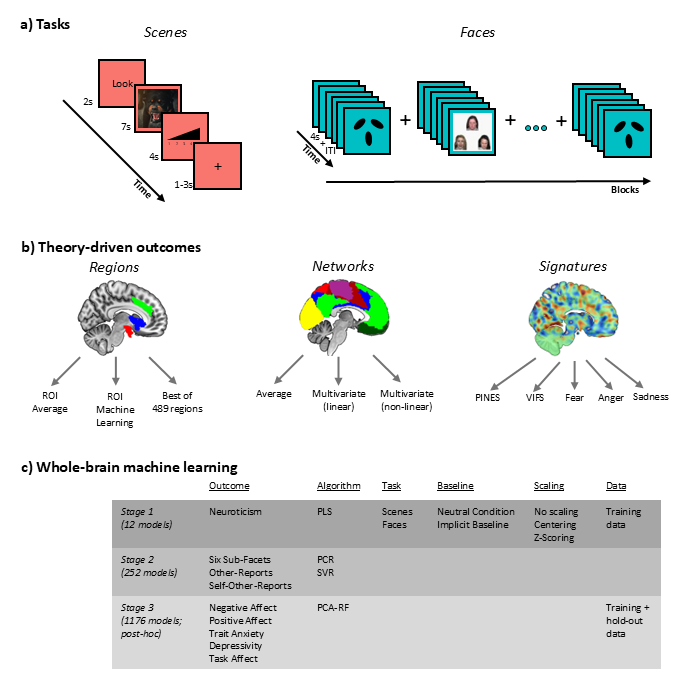 a) Tasks
Scenes
Faces
Look
2s
7s
4s
1-3s
+
Time
4s
+
ITI
Time
+
+
+
Blocks
b) Theory-driven outcomes
Regions
Networks
Signatures
ROI
Average
ROI
Machine
Learning
Best of
489 regions
Average
Multivariate
(linear)
Multivariate
(non-linear)
PINES
VIFS
Fear
Anger
Sadness
c) Whole-brain machine learning
Outcome Algorithm Task Baseline Scaling Data
Stage 1 Neuroticism PLS Scenes Neutral Condition No scaling Training
(12 models) Faces Implicit Baseline Centering data
Z-Scoring
Stage 2 Six Sub-Facets PCR
(252 models) Other-Reports SVR
Self-Other-Reports
Stage 3 Negative Affect PCA-RF Training +
(1176 models; Positive Affect hold-out
post-hoc) Trait Anxiety data
Depressivity
Task Affect